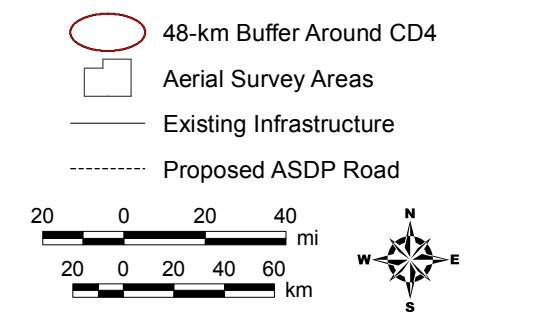 48-km Buffer Around CD4
Aerial Survey Areas
Existing Infrastructure
Proposed ASDP Road
20 0 20 40
mi
20 0 20 40 60
km
N
W E
S